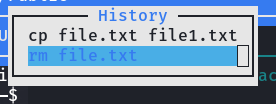 History
cp file.txt file1.txt
rm file.txt
~$